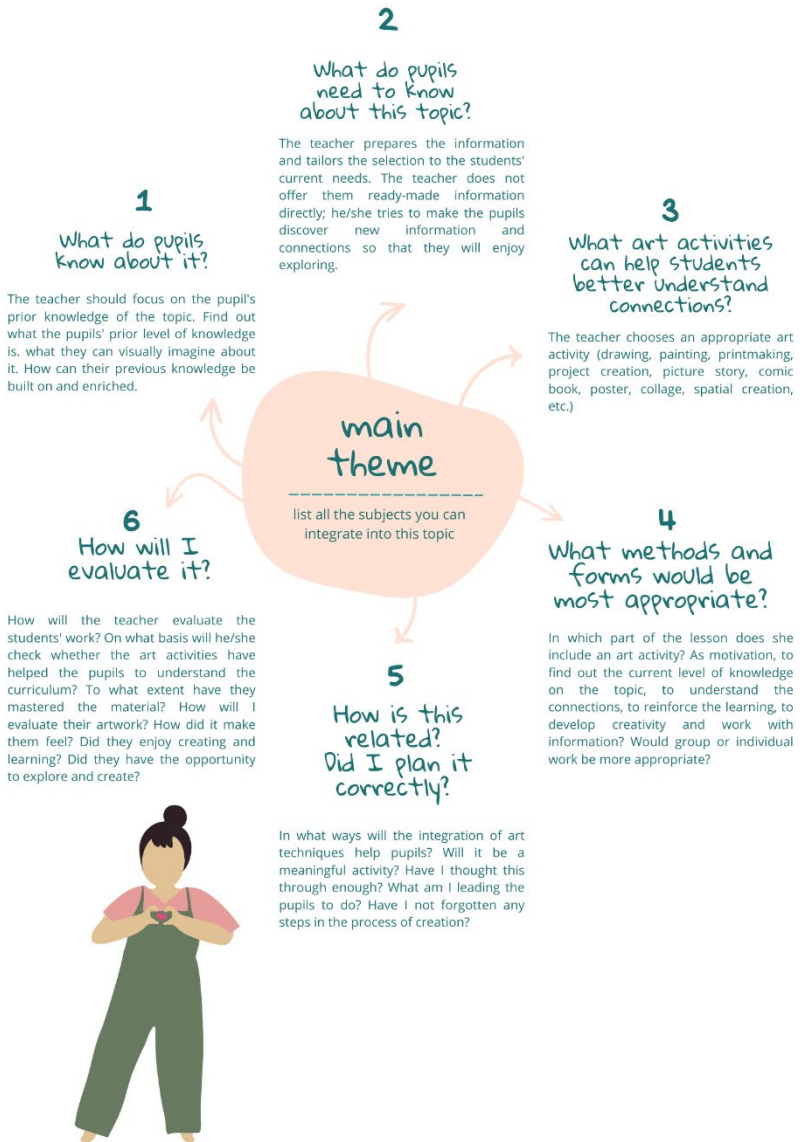 1
What do pupils
know about it?
The teacher should focus on the pupil's
prior knowledge of the topic. Find out
what the pupils' prior level of knowledge
is. what they can visually imagine about
it. How can their previous knowledge be
built on and enriched.
2
What do pupils
need to know
about this topic?
The teacher prepares the information
and tailors the selection to the students'
current needs. The teacher does not
offer them ready-made information
directly; he/she tries to make the pupils
discover new information and
connections so that they will enjoy
exploring.
3
What art activities
can help students
better understand
connections?
The teacher chooses an appropriate art
activity (drawing, painting, printmaking,
project creation, picture story, comic
book, poster, collage, spatial creation,
etc.)
main
theme
__________________
list all the subjects you can
integrate into this topic
4
What methods and
forms would be
most appropriate?
In which part of the lesson does she
include an art activity? As motivation, to
find out the current level of knowledge
on the topic, to understand the
connections, to reinforce the learning, to
develop creativity and work with
information? Would group or individual
work be more appropriate?
5
How is this
related?
Did I plan it
correctly?
In what ways will the integration of art
techniques help pupils? Will it be a
meaningful activity? Have I thought this
through enough? What am I leading the
pupils to do? Have I not forgotten any
steps in the process of creation?
6
How will I
evaluate it?
How will the teacher evaluate the
students' work? On what basis will he/she
check whether the art activities have
helped the pupils to understand the
curriculum? To what extent have they
mastered the material? How will I
evaluate their artwork? How did it make
them feel? Did they enjoy creating and
learning? Did they have the opportunity
to explore and create?